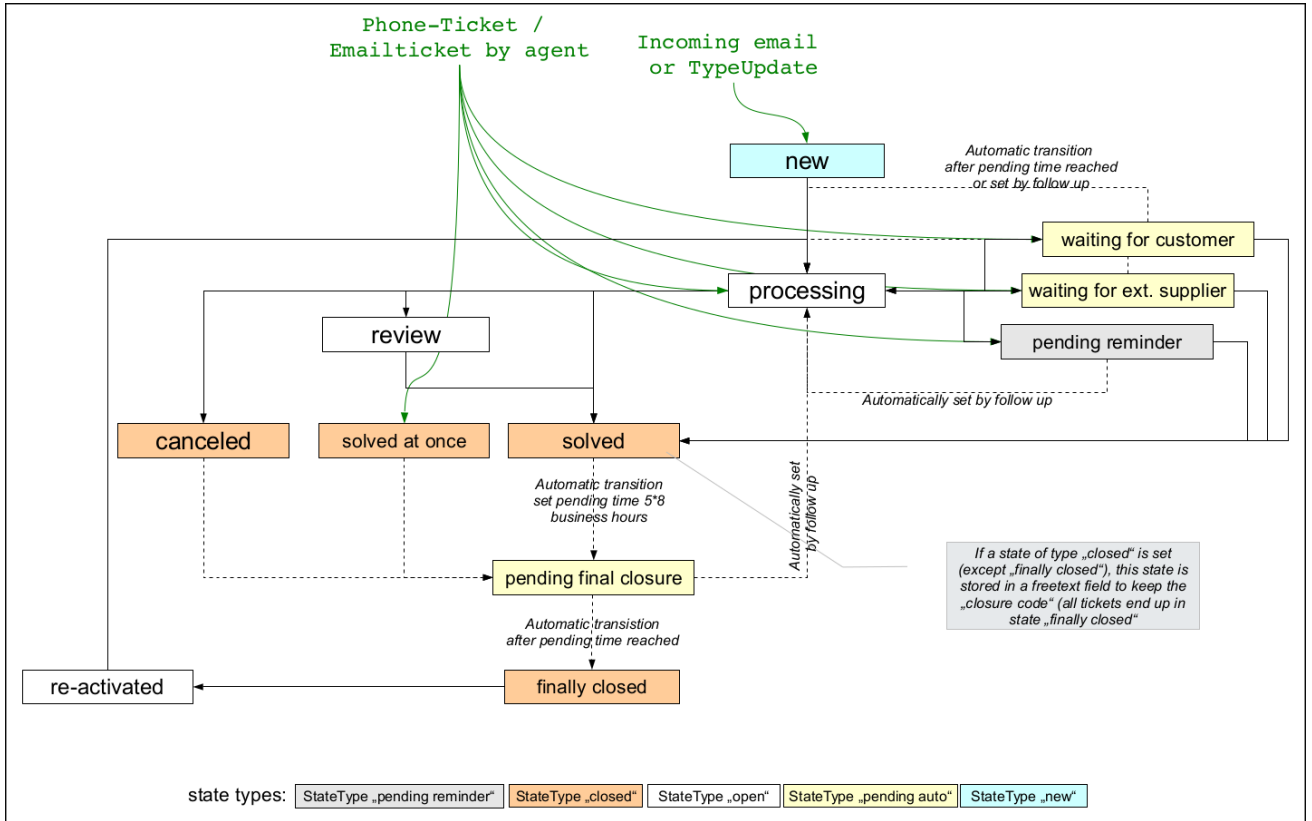 Phone-Ticket /
Emailticket by agent
Incoming email
or TypeUpdate
new
Automatic transition
after pending time reached
or set by follow up
waiting for customer
processing
waiting for ext. supplier
review
pending reminder
Automatically set by follow up
canceled
solved at once
solved
Automatic transition
set pending time 5*8
business hours
Automatically set
by follow up
If a state of type „closed“ is set
(except „finally closed“), this state is
stored in a freetext field to keep the
„closure code“ (all tickets end up in
state „finally closed“
pending final closure
Automatic transistion
after pending time reached
re-activated
finally closed
state types:
StateType „pending reminder“
StateType „closed“
StateType „open“
StateType „pending auto“
StateType „new“